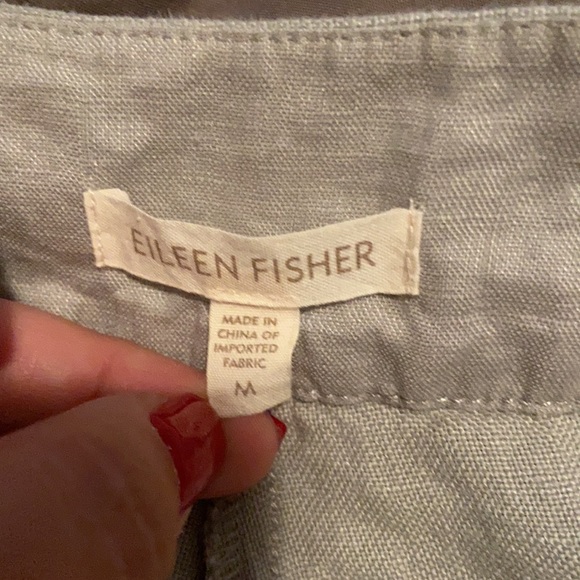 EILEEN FISHER
MADE IN
CHINA OF
IMPORTED
FABRIC
M